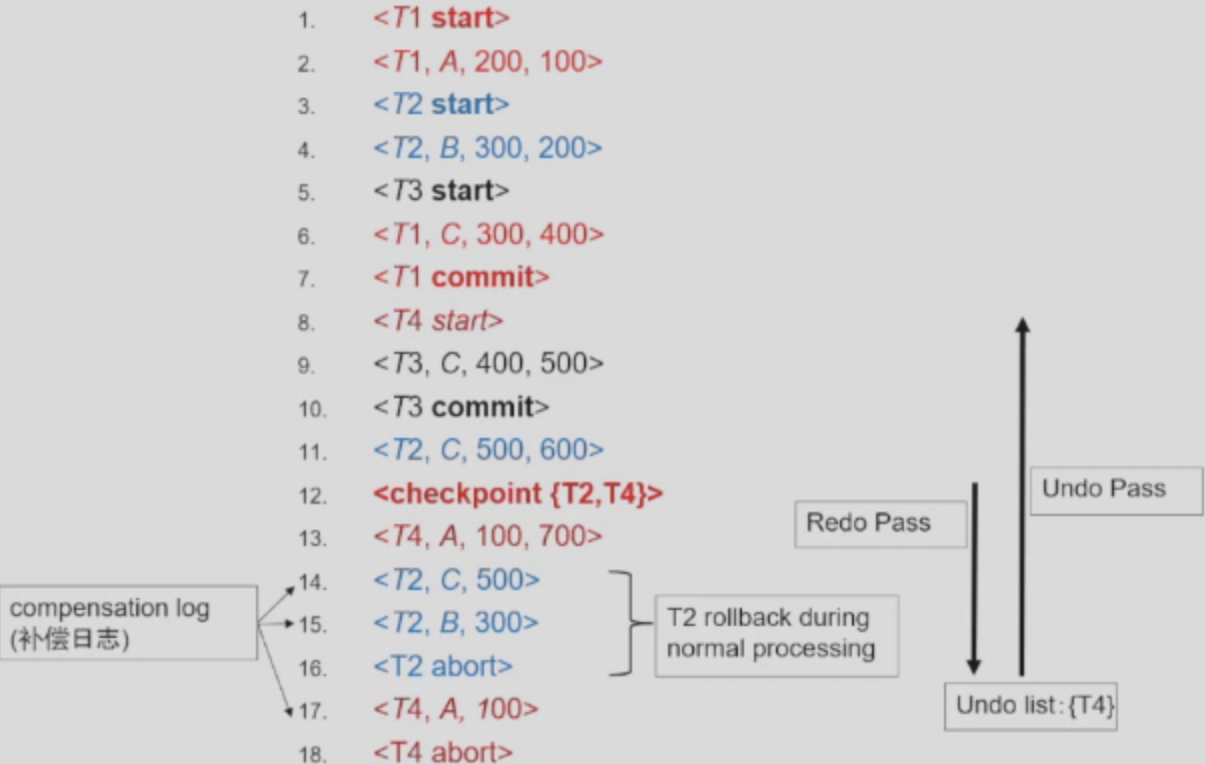 1. <T1 start>
2. <T1, A, 200, 100>
3. <T2 start>
4. <T2, B, 300, 200>
5. <T3 start>
6. <T1, C, 300, 400>
7. <T1 commit>
8. <T4 start>
9. <T3, C, 400, 500>
10. <T3 commit>
11. <T2, C, 500, 600>
12. <checkpoint {T2,T4}>
13. <T4, A, 100, 700>
14. <T2, C, 500>
15. <T2, B, 300>
16. <T2 abort>
17. <T4, A, 100>
18. <T4 abort>
compensation log
(补偿日志)
T2 rollback during
normal processing
Redo Pass
Undo Pass
Undo list:{T4}